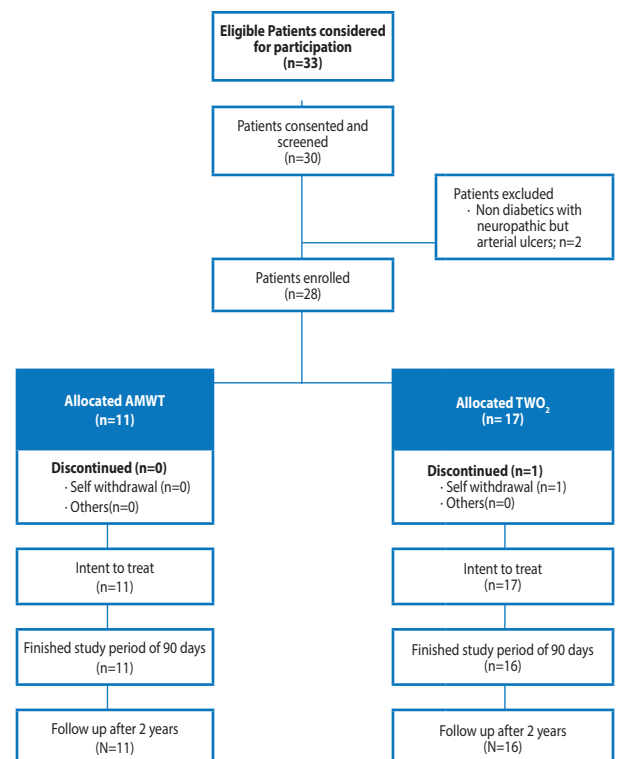 Eligible Patients considered
for participation
(n=33)
Patients consented and
screened
(n=30)
Patients excluded
· Non diabetics with
neuropathic but
arterial ulcers; n=2
Patients enrolled
(n=28)
Allocated AMWT
(n=11)
Discontinued (n=0)
· Self withdrawal (n=0)
· Others(n=0)
Intent to treat
(n=11)
Finished study period of 90 days
(n=11)
Follow up after 2 years
(N=11)
Allocated TWO₂
(n= 17)
Discontinued (n=1)
· Self withdrawal (n=1)
· Others(n=0)
Intent to treat
(n=17)
Finished study period of 90 days
(n=16)
Follow up after 2 years
(N=16)